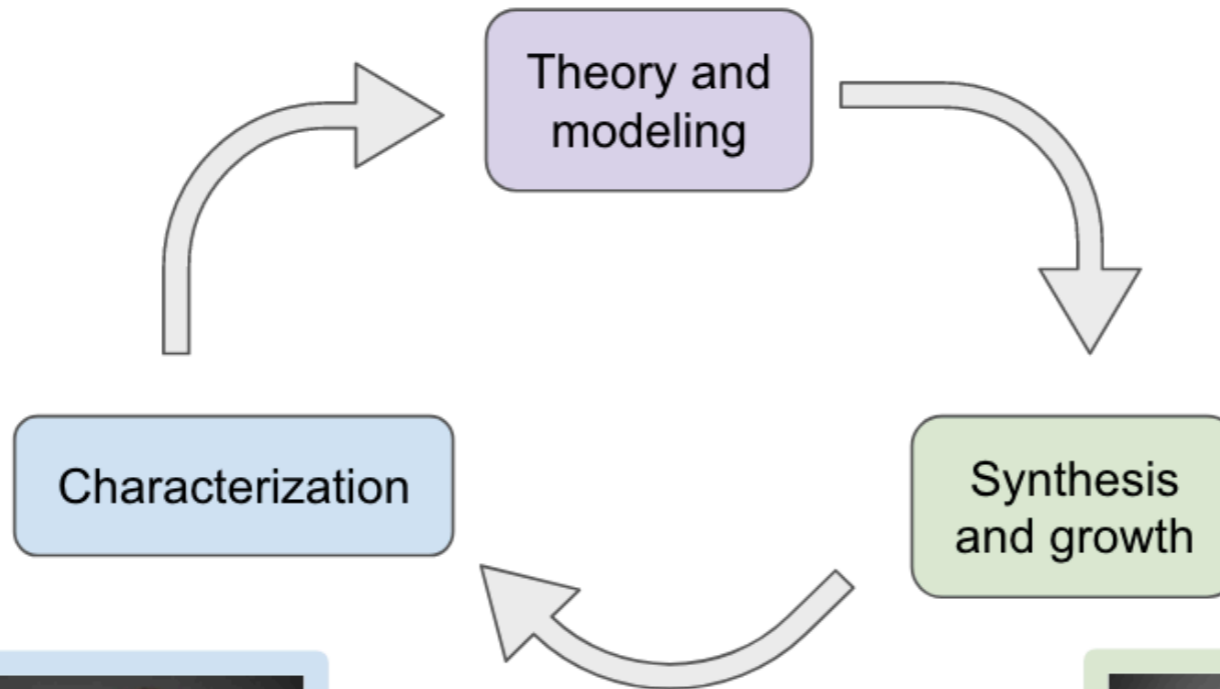 Theory and
modeling
Characterization
Synthesis
and growth